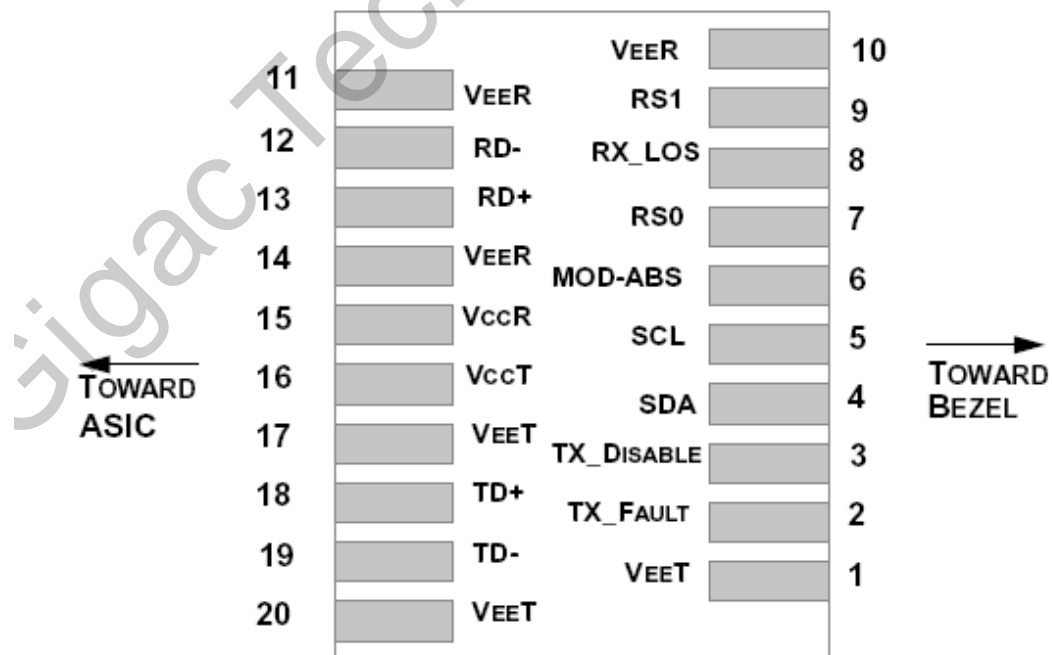 Gigac Tec
11 VEER
12 RD-
13 RD+
14 VEER
15 VCCR
16 VCCT
17 VEET
18 TD+
19 TD-
20 VEET
TOWARD
ASIC
VEER 10
RS1 9
RX_LOS 8
RS0 7
MOD-ABS 6
SCL 5
SDA 4
TX_DISABLE 3
TX_FAULT 2
VEET 1
TOWARD
BEZEL